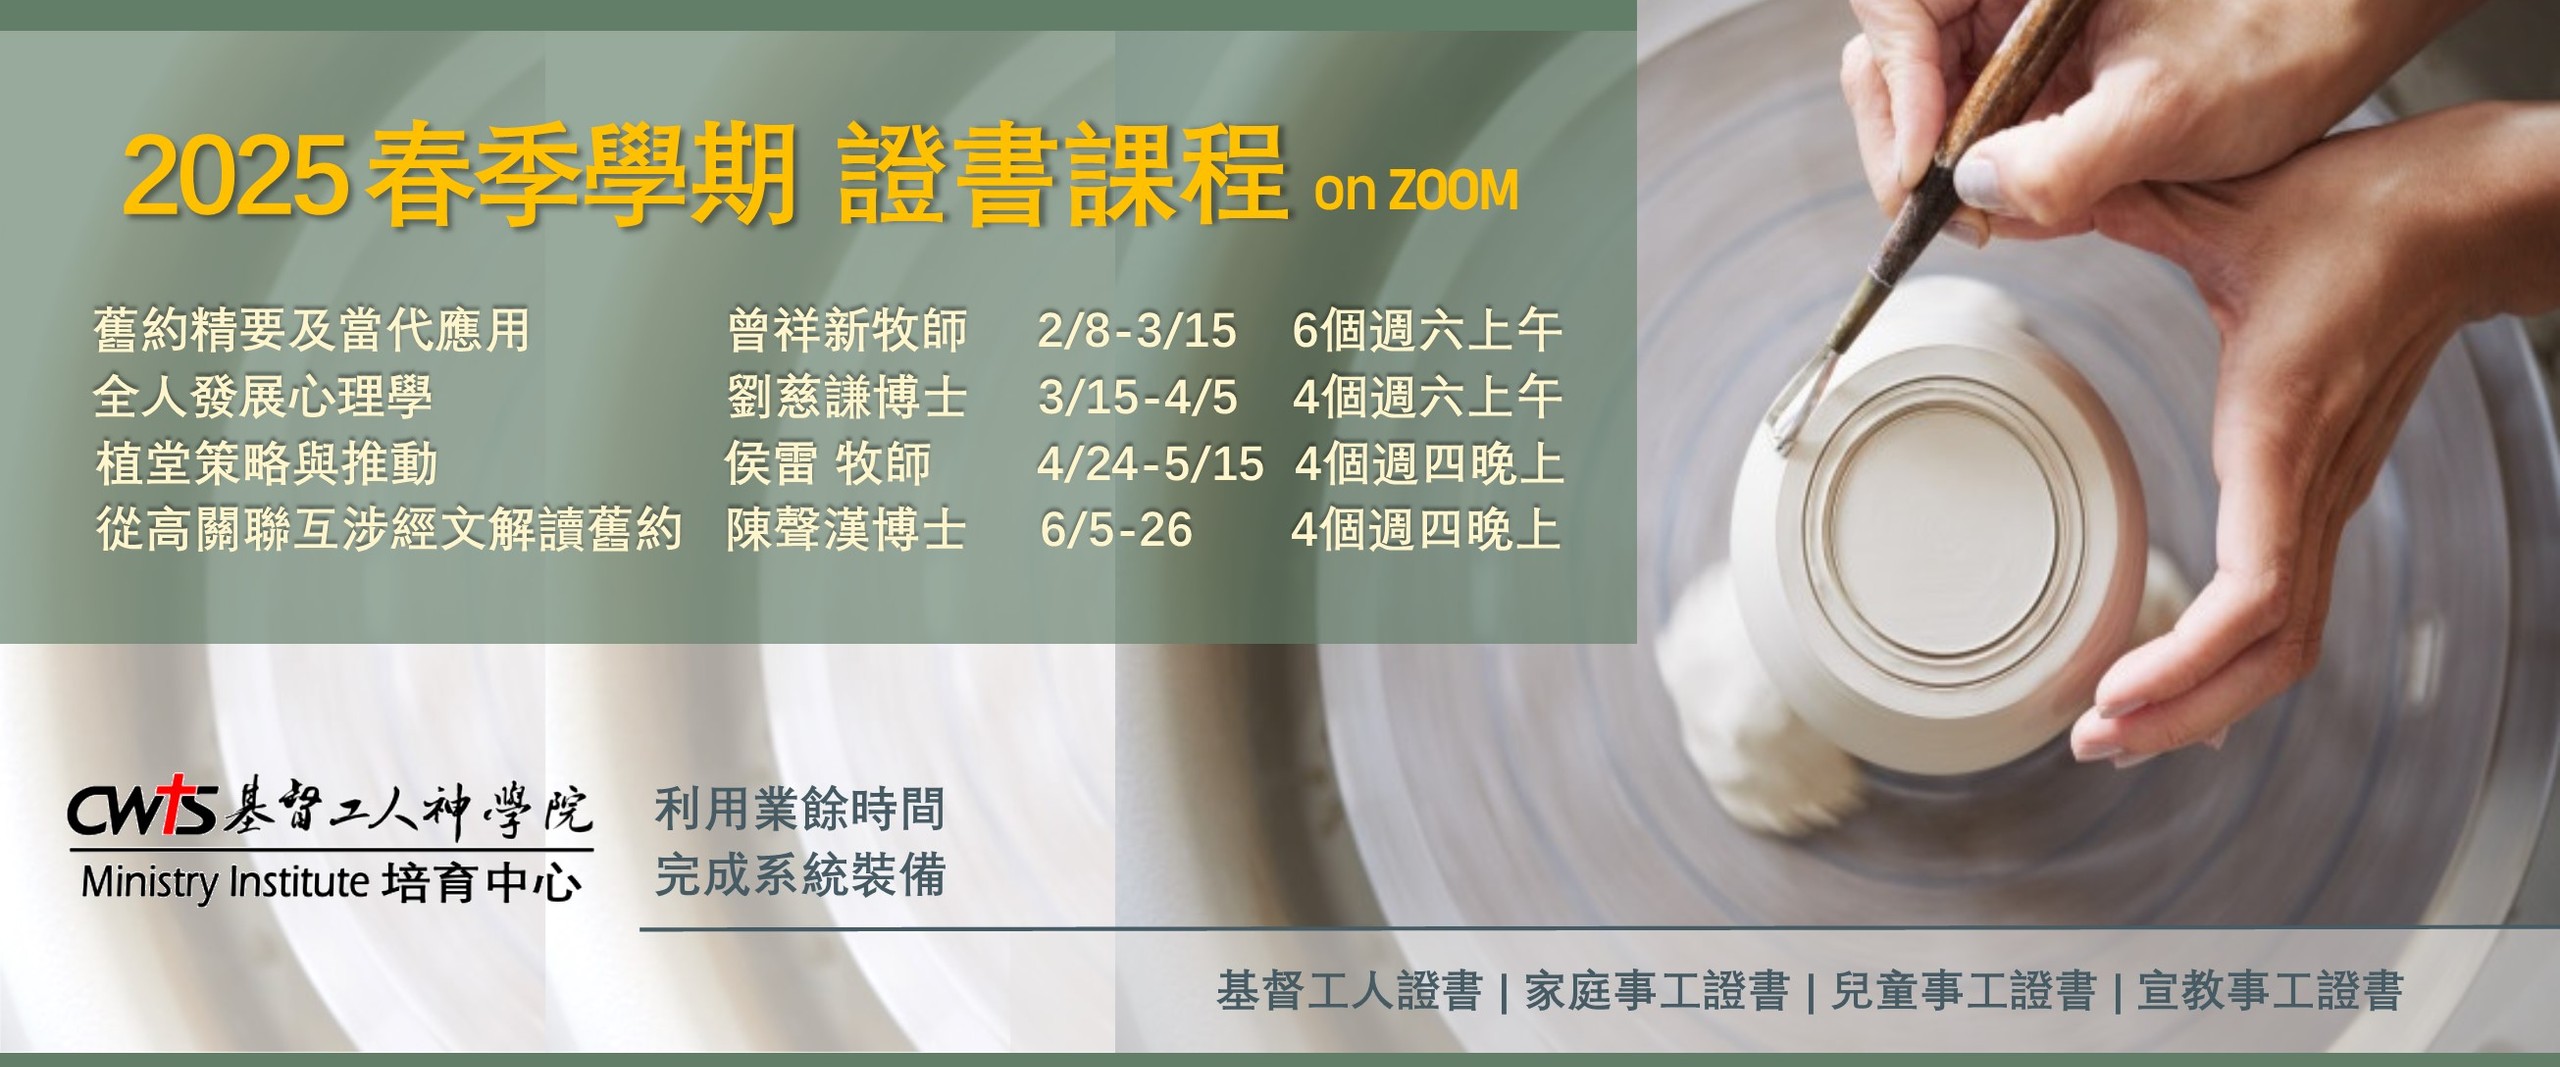 2025春季學期 證書課程 on ZOOM
舊約精要及當代應用 曾祥新牧師 2/8-3/15 6個週六上午
全人發展心理學 劉慈謙博士 3/15-4/5 4個週六上午
植堂策略與推動 侯雷 牧師 4/24-5/15 4個週四晚上
從高關聯互涉經文解讀舊約 陳聲漢博士 6/5-26 4個週四晚上
CWTS基督工人神學院
Ministry Institute 培育中心
利用業餘時間
完成系統裝備
基督工人證書 | 家庭事工證書 | 兒童事工證書 | 宣教事工證書